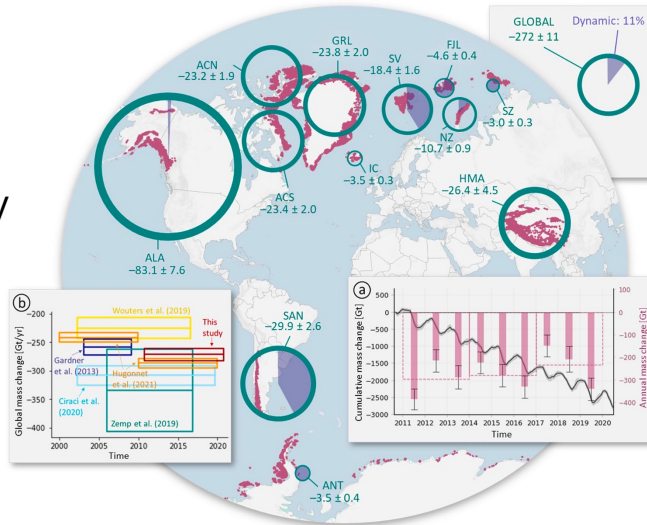 y
GLOBAL
−272 ± 11
Dynamic: 11%
GRL
−23.8 ± 2.0
ACN
−23.2 ± 1.9
SV
−18.4 ± 1.6
FJL
−4.6 ± 0.4
SZ
−3.0 ± 0.3
NZ
−10.7 ± 0.9
IC
−3.5 ± 0.3
HMA
−26.4 ± 4.5
ACS
−23.4 ± 2.0
ALA
−83.1 ± 7.6
SAN
−29.9 ± 2.6
ANT
−3.5 ± 0.4
b
Wouters et al. (2019)
This
study
Gardner
et al. (2013)
Hugonnet
et al. (2021)
Ciraci et al.
(2020)
Zemp et al. (2019)
Global mass change [Gt/yr]
−200
−250
−300
−350
−400
2000
2005
2010
2015
2020
Time
a
Cumulative mass change [Gt]
500
0
−500
−1000
−1500
−2000
−2500
−3000
2011
2012
2013
2014
2015
2016
2017
2018
2019
2020
Time
100
0
−100
−200
−300
−400
Annual mass change [Gt]